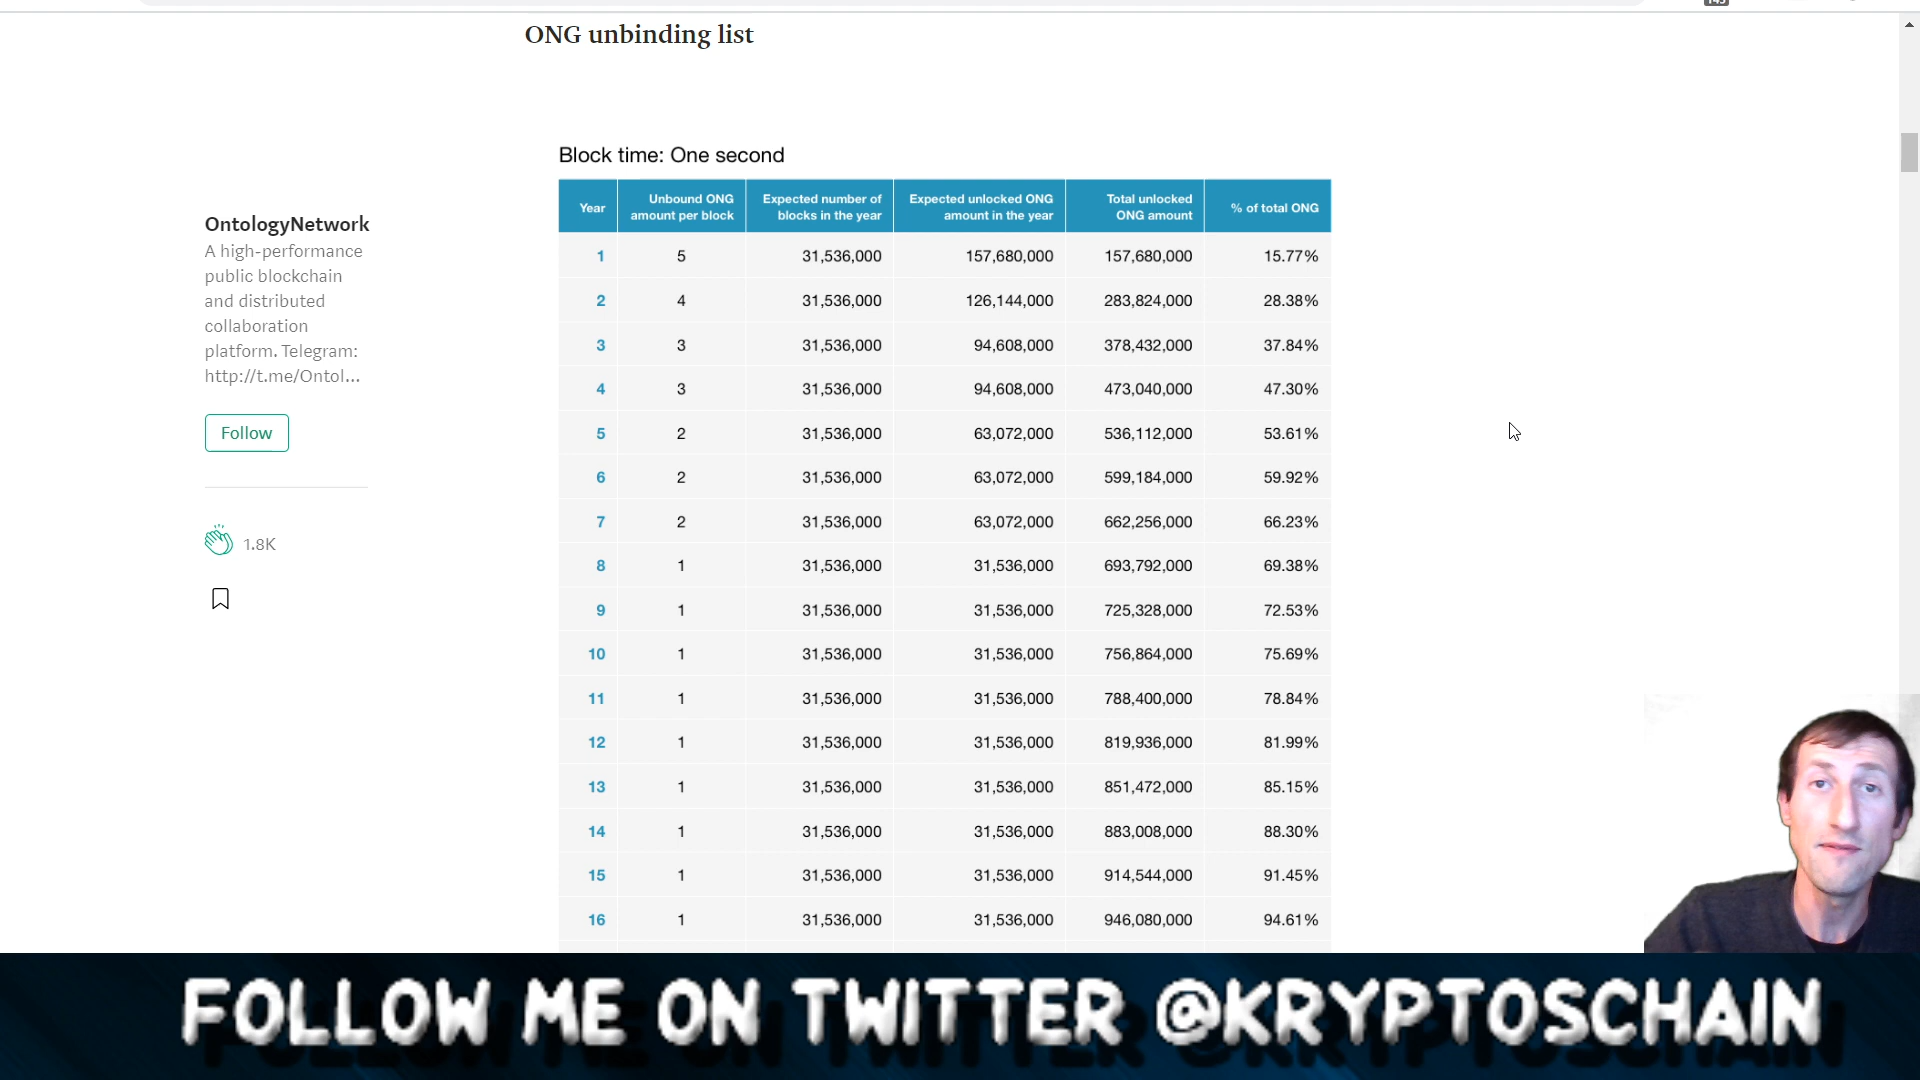 ONG unbinding list
Block time: One second
Year Unbound ONG amount per block Expected number of blocks in the year Expected unlocked ONG amount in the year Total unlocked ONG amount % of total ONG
1 5 31,536,000 157,680,000 157,680,000 15.77%
2 4 31,536,000 126,144,000 283,824,000 28.38%
3 3 31,536,000 94,608,000 378,432,000 37.84%
4 3 31,536,000 94,608,000 473,040,000 47.30%
5 2 31,536,000 63,072,000 536,112,000 53.61%
6 2 31,536,000 63,072,000 599,184,000 59.92%
7 2 31,536,000 63,072,000 662,256,000 66.23%
8 1 31,536,000 31,536,000 693,792,000 69.38%
9 1 31,536,000 31,536,000 725,328,000 72.53%
10 1 31,536,000 31,536,000 756,864,000 75.69%
11 1 31,536,000 31,536,000 788,400,000 78.84%
12 1 31,536,000 31,536,000 819,936,000 81.99%
13 1 31,536,000 31,536,000 851,472,000 85.15%
14 1 31,536,000 31,536,000 883,008,000 88.30%
15 1 31,536,000 31,536,000 914,544,000 91.45%
16 1 31,536,000 31,536,000 946,080,000 94.61%
OntologyNetwork
A high-performance
public blockchain
and distributed
collaboration
platform. Telegram:
http://t.me/Ontol...
Follow
1.8K
FOLLOW ME ON TWITTER @KRYPTOSCHAIN